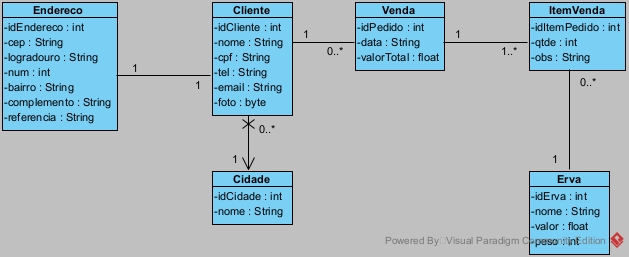 Endereco
-idEndereco : int
-cep : String
-logradouro : String
-num : int
-bairro : String
-complemento : String
-referencia : String
1
1
Cliente
-idCliente : int
-nome : String
-cpf : String
-tel : String
-email : String
-foto : byte
1
0..*
Venda
-idPedido : int
-data : String
-valorTotal : float
1
1..*
ItemVenda
-idItemPedido : int
-qtde : int
-obs : String
0..*
1
0..*
1
Cidade
-idCidade : int
-nome : String
Erva
-idErva : int
-nome : String
-valor : float
-peso : int
Powered By Visual Paradigm Community Edition